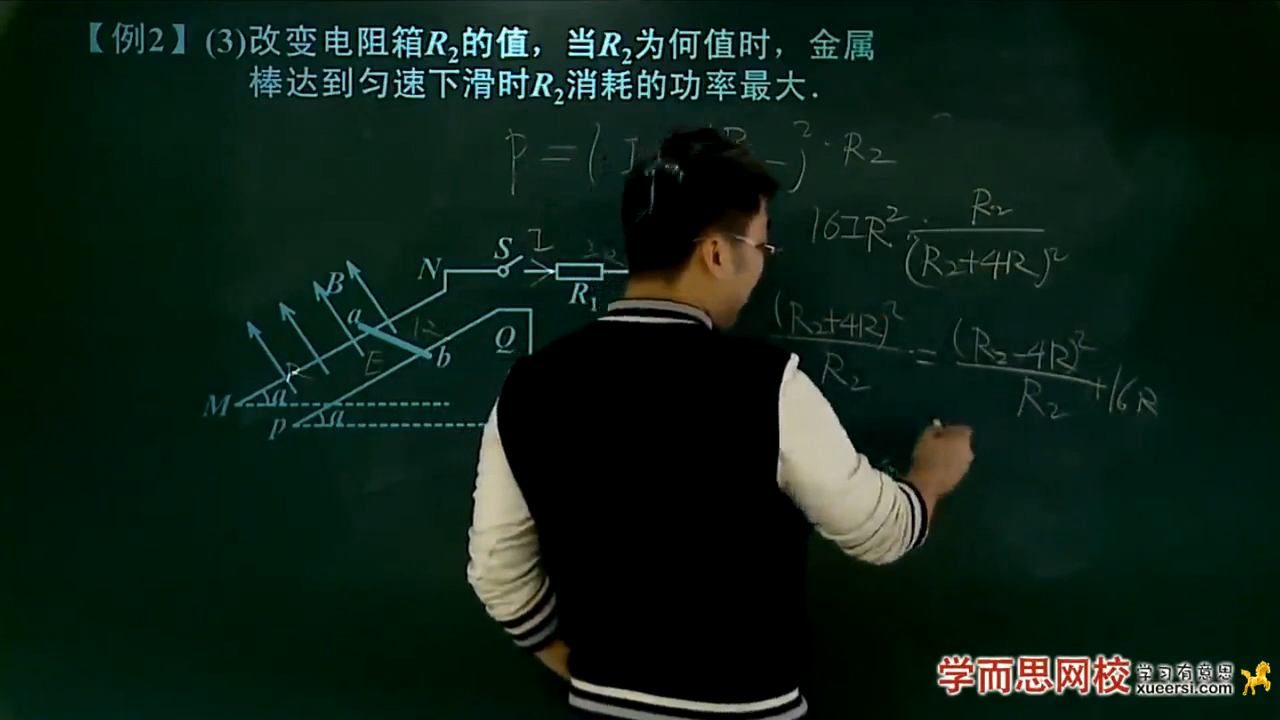 【例2】(3)改变电阻箱R₂的值，当R₂为何值时，金属
棒达到匀速下滑时R₂消耗的功率最大.
P = ( I )² · R₂
16IR² · R₂ / (R₂+4R)²
(R₂+4R)² / R₂ = (R₂-4R)² / R₂ + 16R
S I
N
R₁
B
a
b
E
R
Q
M α
P α
学而思网校 学习有意思
xueersi.com